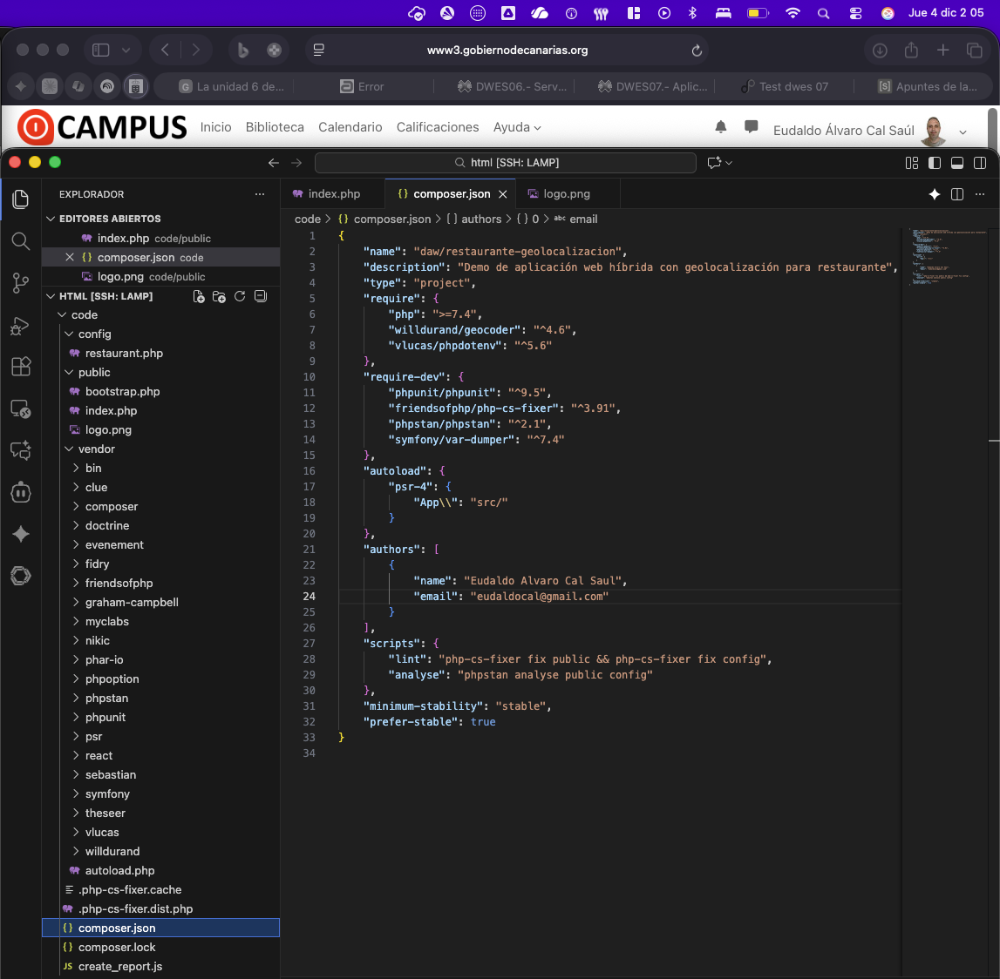 Jue 4 dic 2 05
www3.gobiernodecanarias.org
La unidad 6 de...
Error
DWES06.- Serv...
DWES07.- Aplic...
Test dwes 07
Apuntes de la...
CAMPUS
Inicio
Biblioteca
Calendario
Calificaciones
Ayuda
Eudaldo Álvaro Cal Saúl
html [SSH: LAMP]
EXPLORADOR
EDITORES ABIERTOS
index.php code/public
composer.json code
logo.png code/public
HTML [SSH: LAMP]
code
config
restaurant.php
public
bootstrap.php
index.php
logo.png
vendor
bin
clue
composer
doctrine
evenement
fidry
friendsofphp
graham-campbell
myclabs
nikic
phar-io
phpoption
phpstan
phpunit
psr
react
sebastian
symfony
theseer
vlucas
willdurand
autoload.php
.php-cs-fixer.cache
.php-cs-fixer.dist.php
composer.json
composer.lock
JS create_report.js
index.php
{} composer.json
logo.png
code > {} composer.json > [ ] authors > { } 0 > abc email
1 {
2 "name": "daw/restaurante-geolocalizacion",
3 "description": "Demo de aplicación web híbrida con geolocalización para restaurante",
4 "type": "project",
5 "require": {
6 "php": ">=7.4",
7 "willdurand/geocoder": "^4.6",
8 "vlucas/phpdotenv": "^5.6"
9 },
10 "require-dev": {
11 "phpunit/phpunit": "^9.5",
12 "friendsofphp/php-cs-fixer": "^3.91",
13 "phpstan/phpstan": "^2.1",
14 "symfony/var-dumper": "^7.4"
15 },
16 "autoload": {
17 "psr-4": {
18 "App\\": "src/"
19 }
20 },
21 "authors": [
22 {
23 "name": "Eudaldo Alvaro Cal Saul",
24 "email": "eudaldocal@gmail.com"
25 }
26 ],
27 "scripts": {
28 "lint": "php-cs-fixer fix public && php-cs-fixer fix config",
29 "analyse": "phpstan analyse public config"
30 },
31 "minimum-stability": "stable",
32 "prefer-stable": true
33 }
34